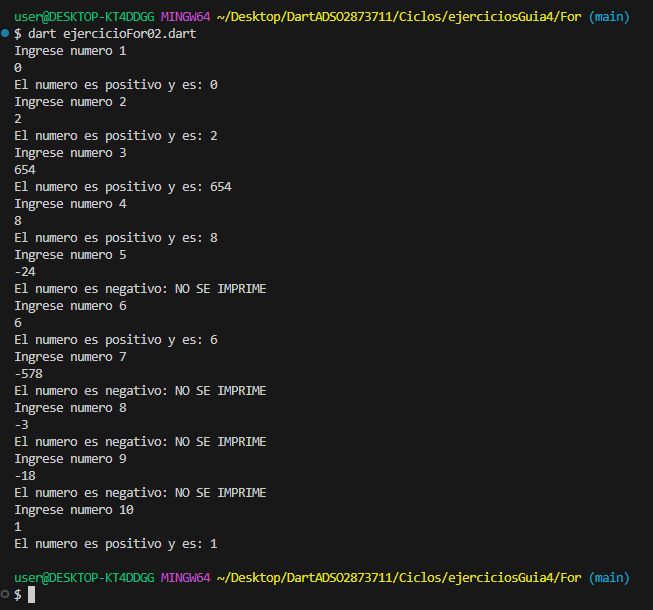 user@DESKTOP-KT4DDGG MINGW64 ~/Desktop/DartADSO2873711/Ciclos/ejerciciosGuia4/For (main)
$ dart ejercicioFor02.dart
Ingrese numero 1
0
El numero es positivo y es: 0
Ingrese numero 2
2
El numero es positivo y es: 2
Ingrese numero 3
654
El numero es positivo y es: 654
Ingrese numero 4
8
El numero es positivo y es: 8
Ingrese numero 5
-24
El numero es negativo: NO SE IMPRIME
Ingrese numero 6
6
El numero es positivo y es: 6
Ingrese numero 7
-578
El numero es negativo: NO SE IMPRIME
Ingrese numero 8
-3
El numero es negativo: NO SE IMPRIME
Ingrese numero 9
-18
El numero es negativo: NO SE IMPRIME
Ingrese numero 10
1
El numero es positivo y es: 1
user@DESKTOP-KT4DDGG MINGW64 ~/Desktop/DartADSO2873711/Ciclos/ejerciciosGuia4/For (main)
$